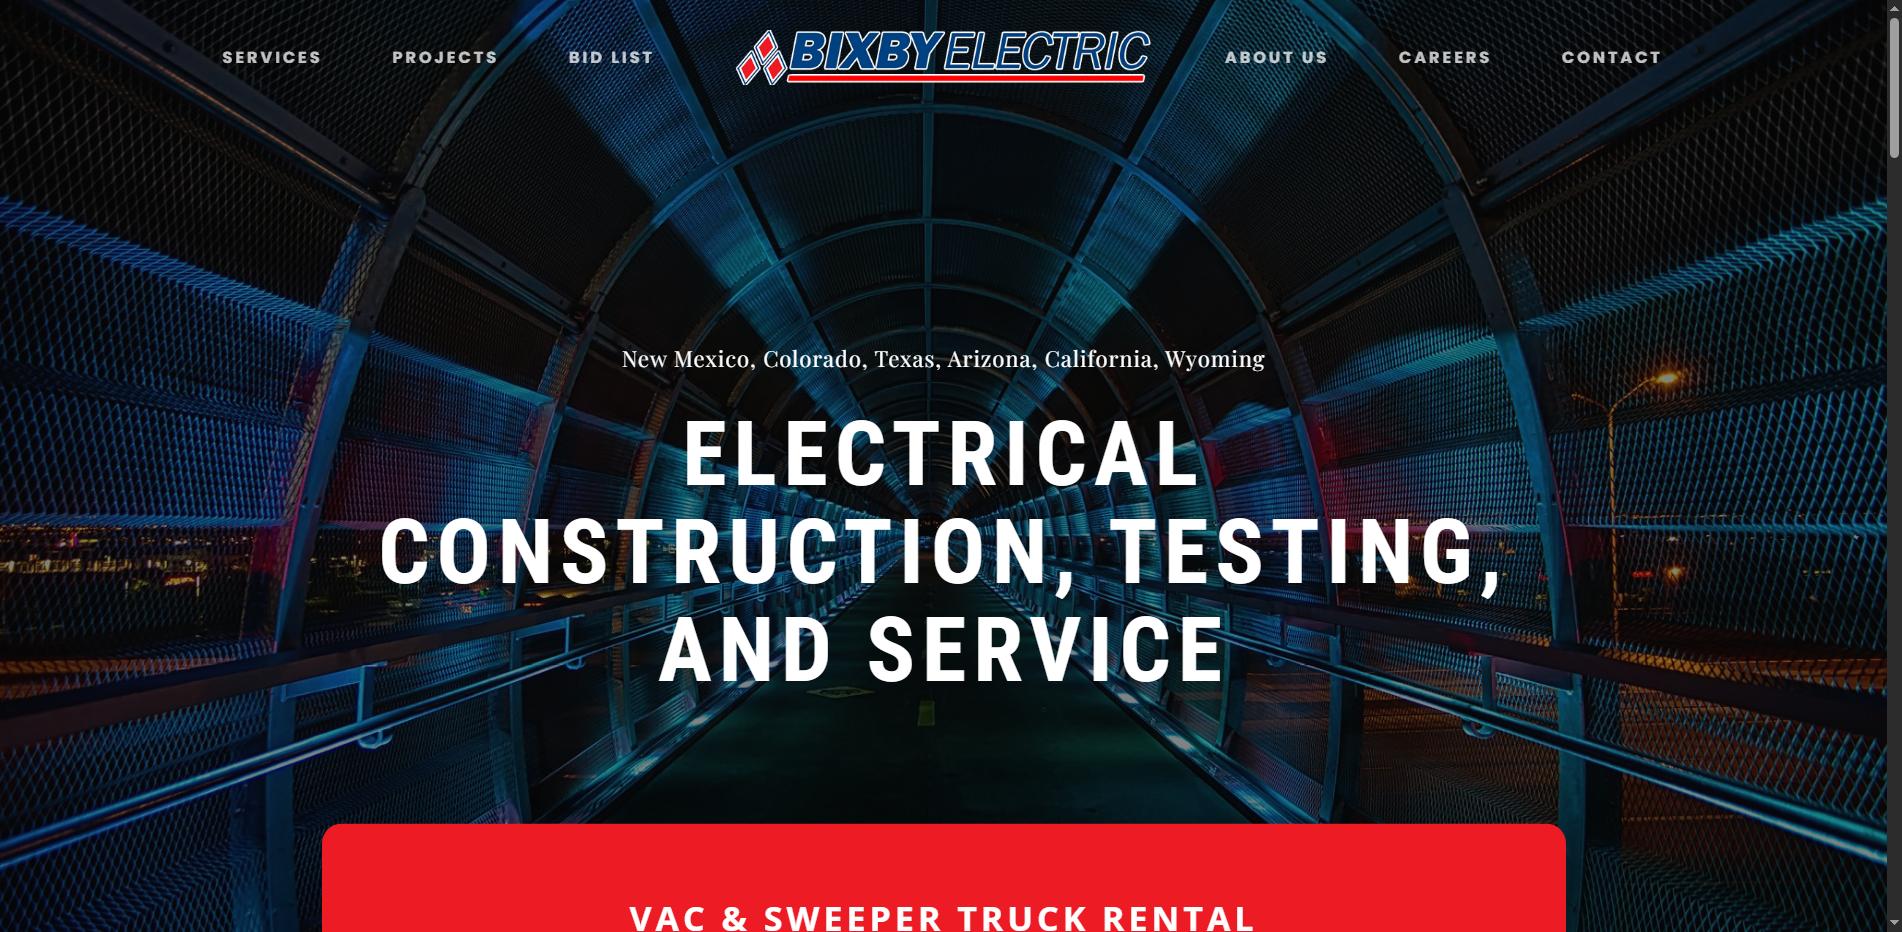 SERVICES PROJECTS BID LIST BIXBY ELECTRIC ABOUT US CAREERS CONTACT
New Mexico, Colorado, Texas, Arizona, California, Wyoming
ELECTRICAL
CONSTRUCTION, TESTING,
AND SERVICE
VAC & SWEEPER TRUCK RENTAL